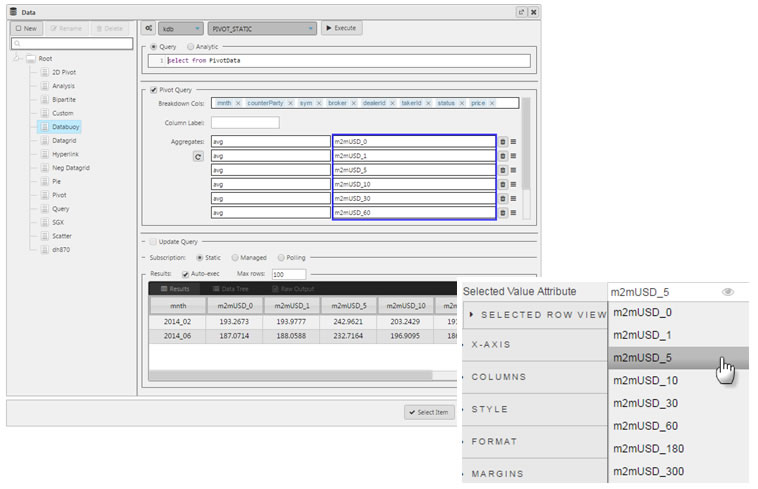 Data
New Rename Delete
kdb PIVOT_STATIC Execute
Root
2D Pivot
Analysis
Bipartite
Custom
Databuoy
Datagrid
Hyperlink
Neg Datagrid
Pie
Pivot
Query
SGX
Scatter
dh870
Query Analytic
1 select from PivotData
Pivot Query
Breakdown Cols: mnth × counterParty × sym × broker × dealerId × takerId × status × price ×
Column Label:
Aggregates: avg m2mUSD_0
avg m2mUSD_1
avg m2mUSD_5
avg m2mUSD_10
avg m2mUSD_30
avg m2mUSD_60
Update Query
Subscription: Static Managed Polling
Results: Auto-exec Max rows: 100
Results Data Tree Raw Output
mnth m2mUSD_0 m2mUSD_1 m2mUSD_5 m2mUSD_10
2014_02 193.2673 193.9777 242.9621 203.2429
2014_06 187.0714 188.0588 232.7164 196.9095
Select Item
Selected Value Attribute m2mUSD_5
SELECTED ROW VIEW
X-AXIS
COLUMNS
STYLE
FORMAT
MARGINS
m2mUSD_0
m2mUSD_1
m2mUSD_5
m2mUSD_10
m2mUSD_30
m2mUSD_60
m2mUSD_180
m2mUSD_300